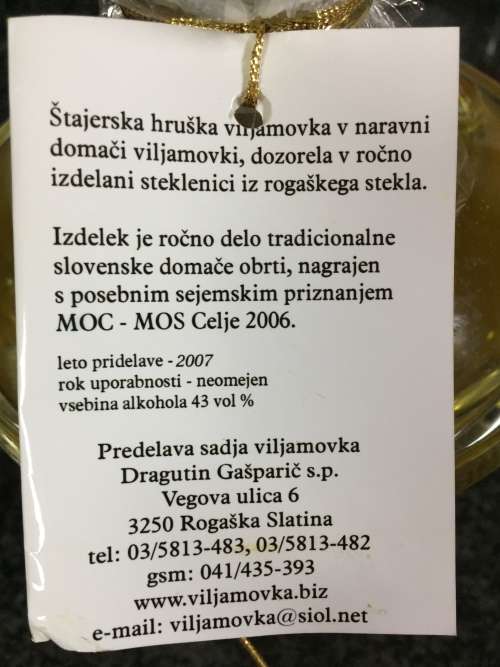 Štajerska hruška viljamovka v naravni
domači viljamovki, dozorela v ročno
izdelani steklenici iz rogaškega stekla.
Izdelek je ročno delo tradicionalne
slovenske domače obrti, nagrajen
s posebnim sejemskim priznanjem
MOC - MOS Celje 2006.
leto pridelave - 2007
rok uporabnosti - neomejen
vsebina alkohola 43 vol %
Predelava sadja viljamovka
Dragutin Gašparič s.p.
Vegova ulica 6
3250 Rogaška Slatina
tel: 03/5813-483, 03/5813-482
gsm: 041/435-393
www.viljamovka.biz
e-mail: viljamovka@siol.net